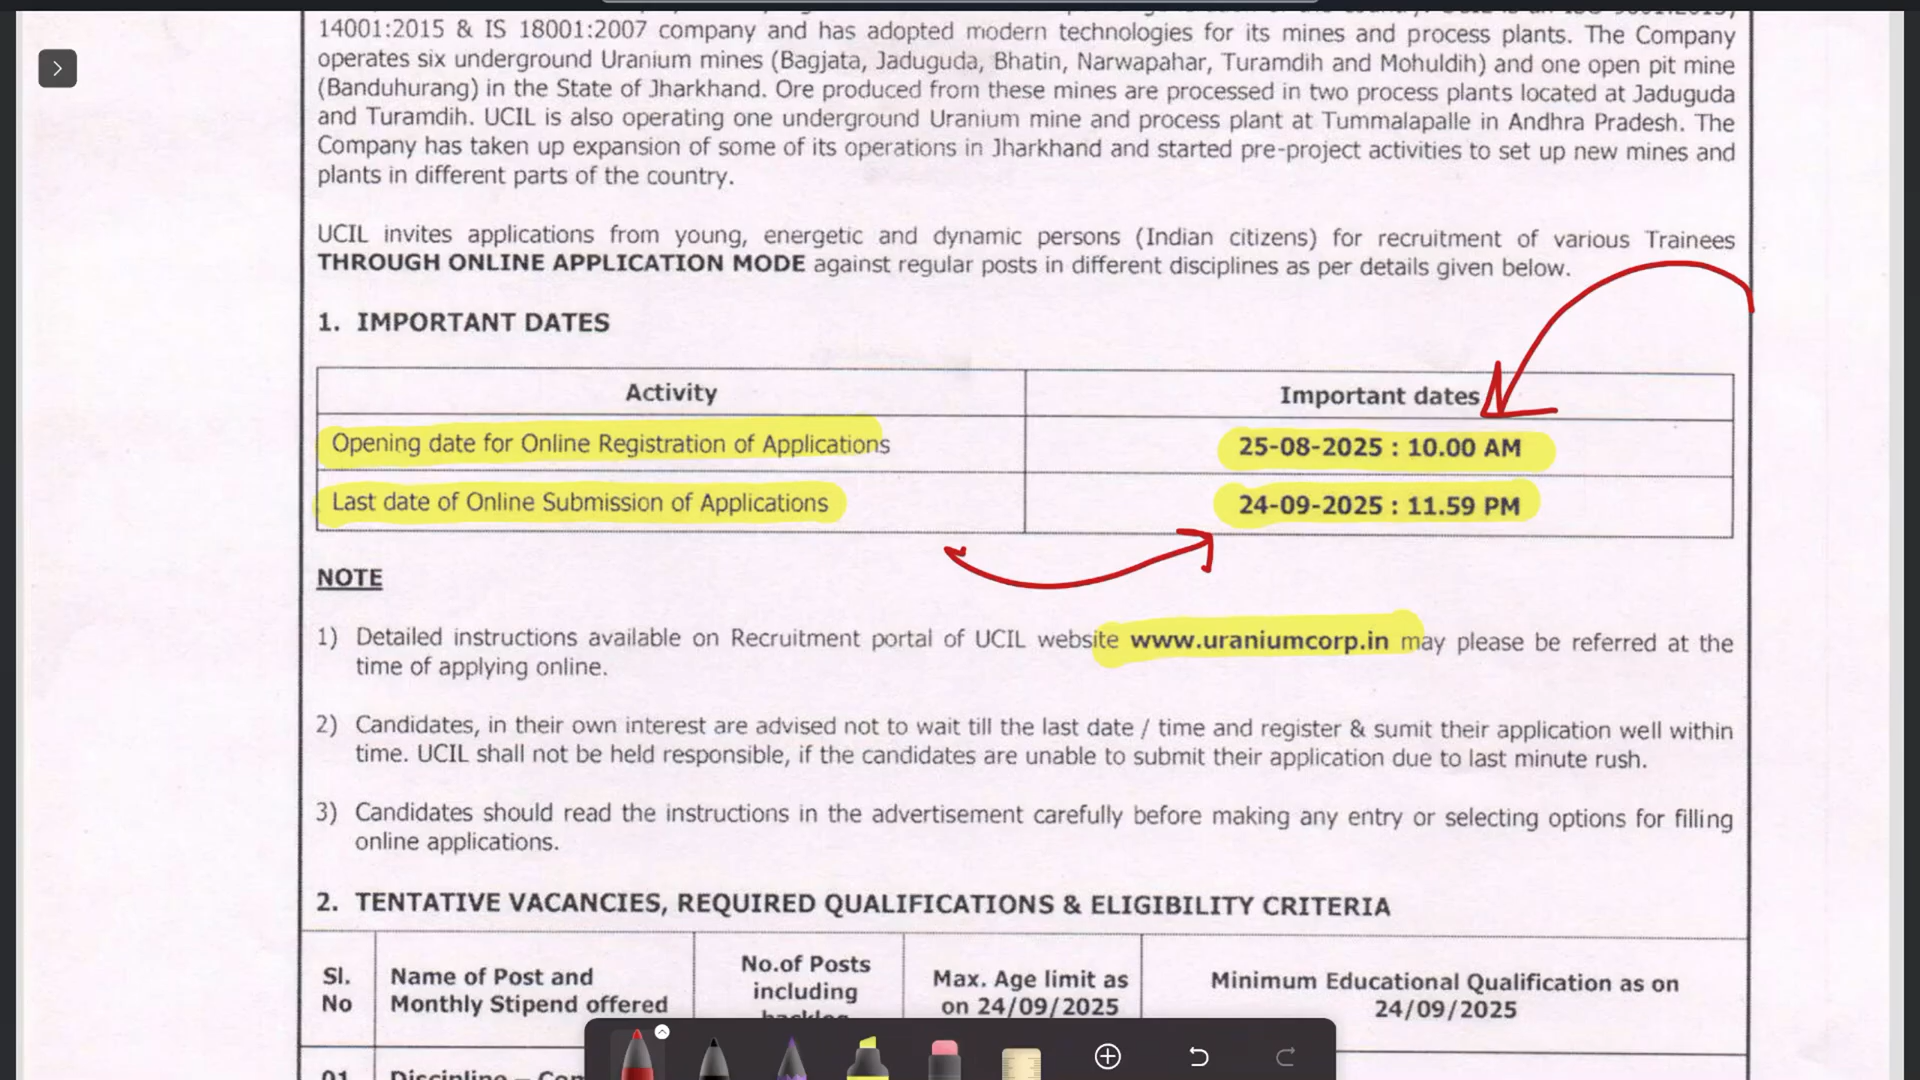 14001:2015 & IS 18001:2007 company and has adopted modern technologies for its mines and process plants. The Company
operates six underground Uranium mines (Bagjata, Jaduguda, Bhatin, Narwapahar, Turamdih and Mohuldih) and one open pit mine
(Banduhurang) in the State of Jharkhand. Ore produced from these mines are processed in two process plants located at Jaduguda
and Turamdih. UCIL is also operating one underground Uranium mine and process plant at Tummalapalle in Andhra Pradesh. The
Company has taken up expansion of some of its operations in Jharkhand and started pre-project activities to set up new mines and
plants in different parts of the country.
UCIL invites applications from young, energetic and dynamic persons (Indian citizens) for recruitment of various Trainees
THROUGH ONLINE APPLICATION MODE against regular posts in different disciplines as per details given below.
1. IMPORTANT DATES
Activity Important dates
Opening date for Online Registration of Applications 25-08-2025 : 10.00 AM
Last date of Online Submission of Applications 24-09-2025 : 11.59 PM
NOTE
1) Detailed instructions available on Recruitment portal of UCIL website www.uraniumcorp.in may please be referred at the
time of applying online.
2) Candidates, in their own interest are advised not to wait till the last date / time and register & sumit their application well within
time. UCIL shall not be held responsible, if the candidates are unable to submit their application due to last minute rush.
3) Candidates should read the instructions in the advertisement carefully before making any entry or selecting options for filling
online applications.
2. TENTATIVE VACANCIES, REQUIRED QUALIFICATIONS & ELIGIBILITY CRITERIA
Sl.
No
Name of Post and
Monthly Stipend offered
No.of Posts
including
backlog
Max. Age limit as
on 24/09/2025
Minimum Educational Qualification as on
24/09/2025
01 Discipline –